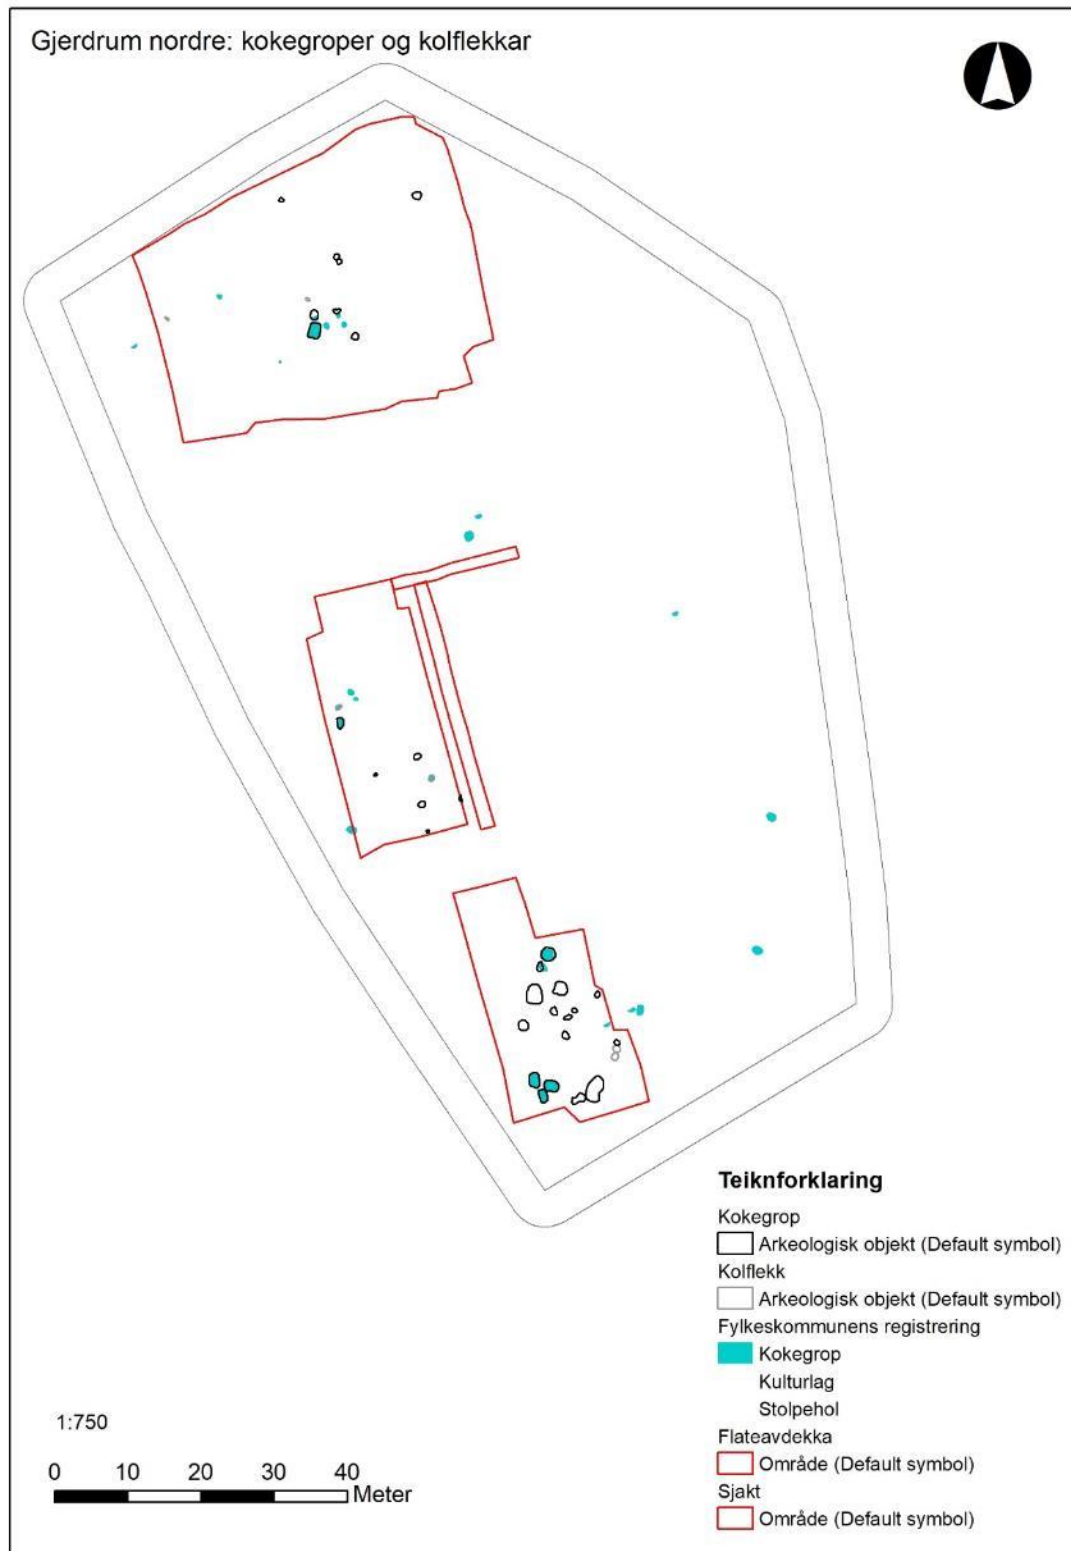 Gjerdrum nordre: kokegroper og kolflekkar
Teiknforklaring
Kokegrop
Arkeologisk objekt (Default symbol)
Kolflekk
Arkeologisk objekt (Default symbol)
Fylkeskommunens registrering
Kokegrop
Kulturlag
Stolpehol
Flateavdekka
Område (Default symbol)
Sjakt
Område (Default symbol)
1:750
0 10 20 30 40
Meter